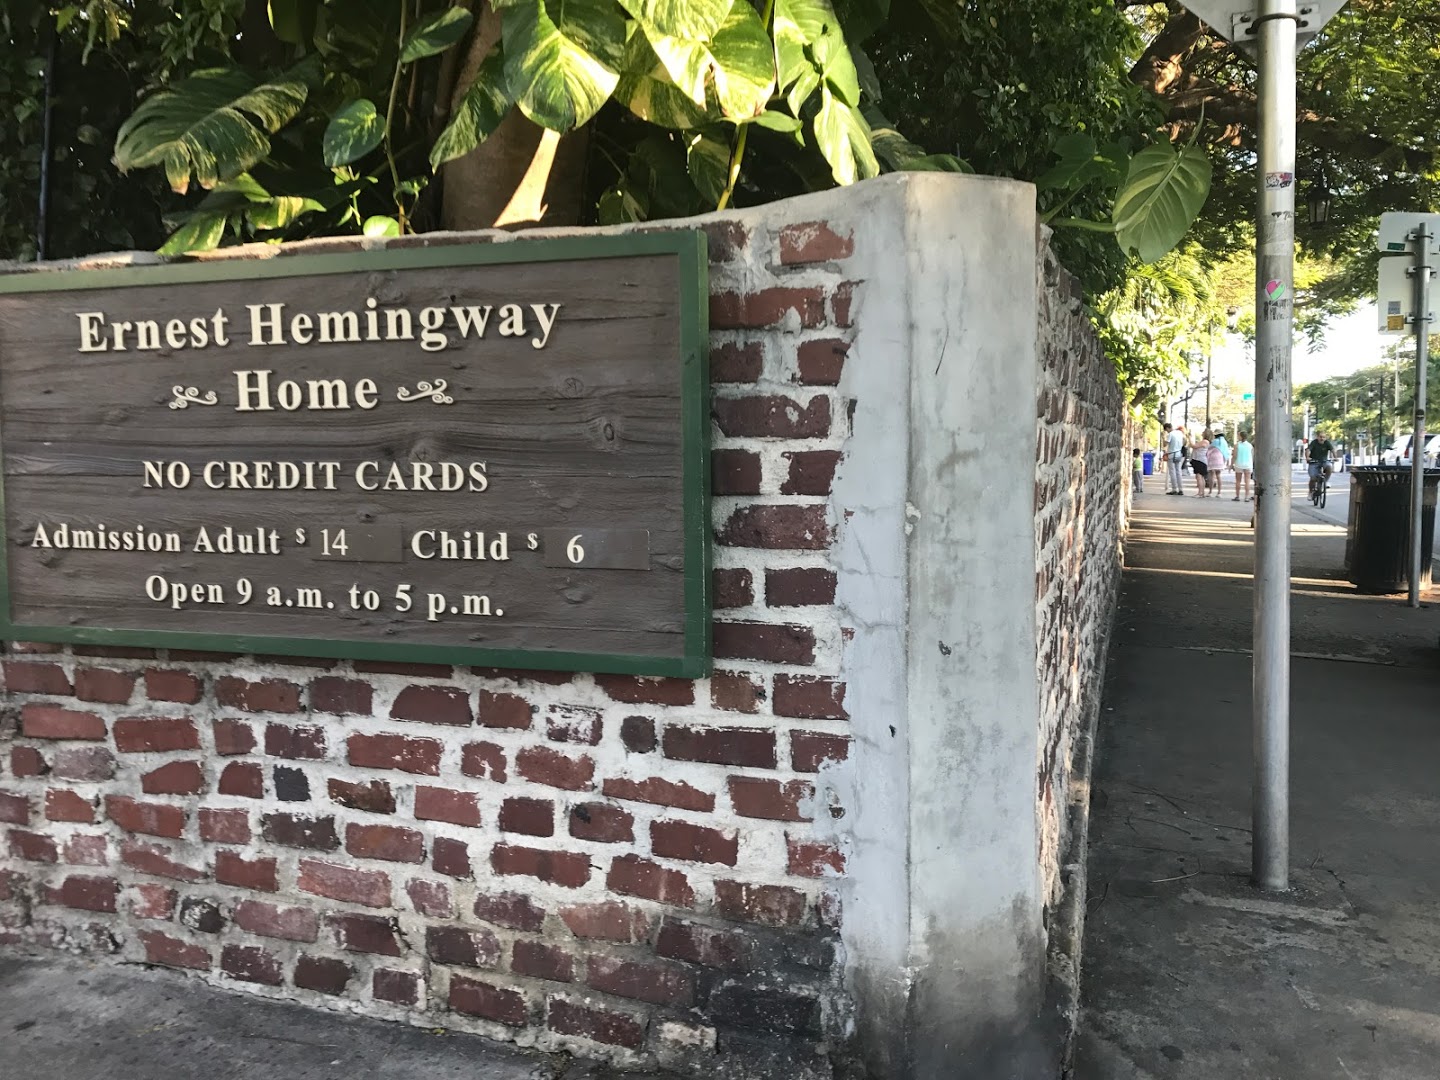 Ernest Hemingway
Home
NO CREDIT CARDS
Admission Adult $ 14 Child $ 6
Open 9 a.m. to 5 p.m.